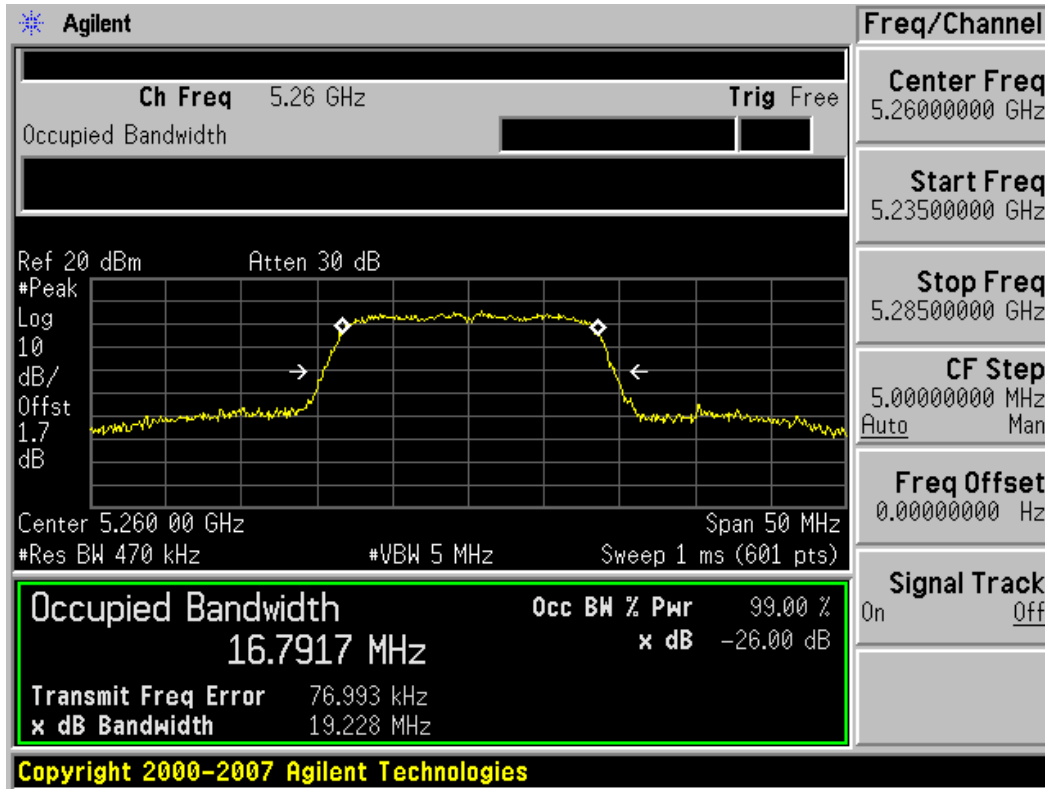 Agilent
Ch Freq 5.26 GHz Trig Free
Occupied Bandwidth
Ref 20 dBm Atten 30 dB
#Peak
Log
10
dB/
Offst
1.7
dB
Center 5.260 00 GHz Span 50 MHz
#Res BW 470 kHz #VBW 5 MHz Sweep 1 ms (601 pts)
Occupied Bandwidth Occ BW % Pwr 99.00 %
16.7917 MHz x dB -26.00 dB
Transmit Freq Error 76.993 kHz
x dB Bandwidth 19.228 MHz
Copyright 2000-2007 Agilent Technologies
Freq/Channel
Center Freq
5.26000000 GHz
Start Freq
5.23500000 GHz
Stop Freq
5.28500000 GHz
CF Step
5.00000000 MHz
Auto Man
Freq Offset
0.00000000 Hz
Signal Track
On Off